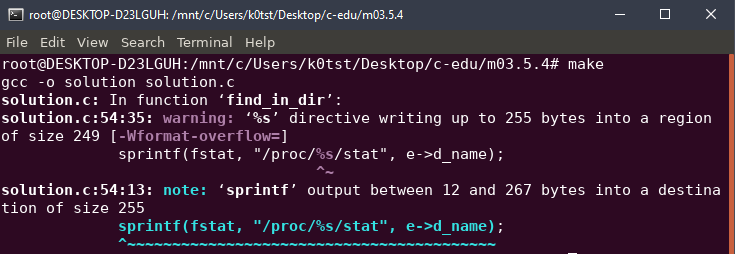 root@DESKTOP-D23LGUH: /mnt/c/Users/k0tst/Desktop/c-edu/m03.5.4
File Edit View Search Terminal Help
root@DESKTOP-D23LGUH:/mnt/c/Users/k0tst/Desktop/c-edu/m03.5.4# make
gcc -o solution solution.c
solution.c: In function ‘find_in_dir’:
solution.c:54:35: warning: ‘%s’ directive writing up to 255 bytes into a region
of size 249 [-Wformat-overflow=]
sprintf(fstat, "/proc/%s/stat", e->d_name);
^~
solution.c:54:13: note: ‘sprintf’ output between 12 and 267 bytes into a destina
tion of size 255
sprintf(fstat, "/proc/%s/stat", e->d_name);
^~~~~~~~~~~~~~~~~~~~~~~~~~~~~~~~~~~~~~~~~~